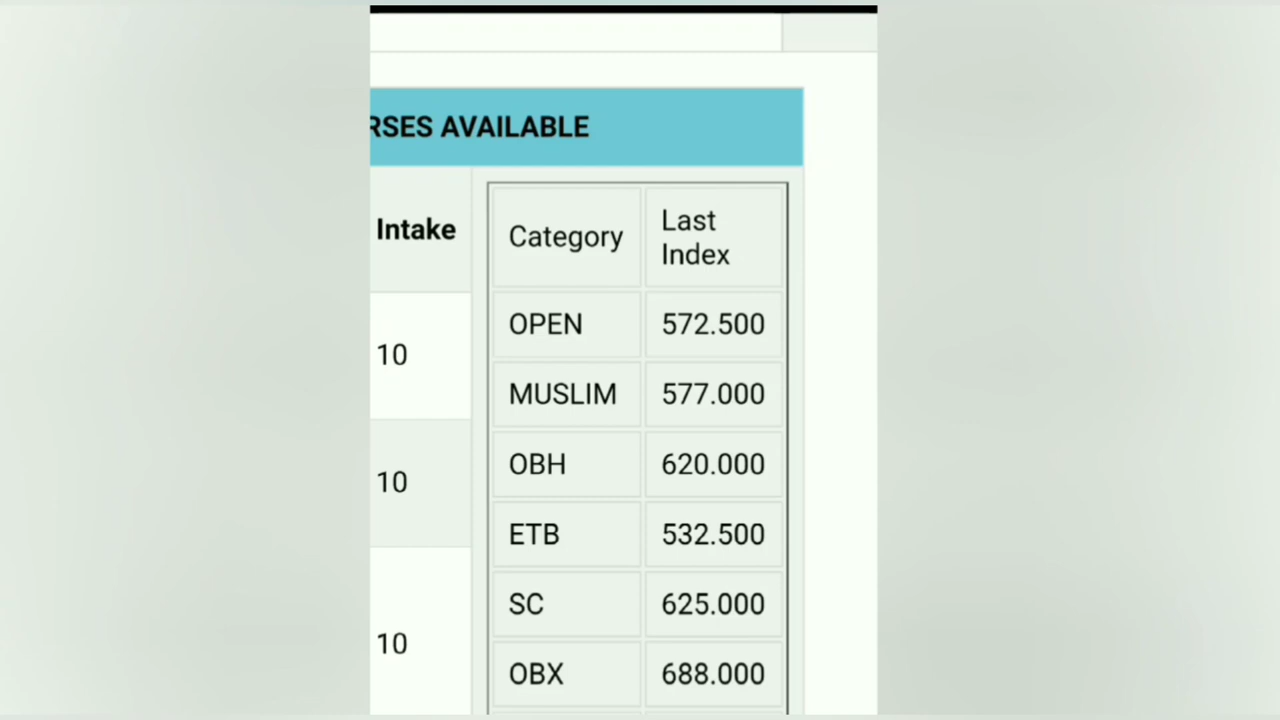 RSES AVAILABLE
Intake
Category
Last
Index
10
OPEN 572.500
MUSLIM 577.000
10
OBH 620.000
ETB 532.500
10
SC 625.000
OBX 688.000